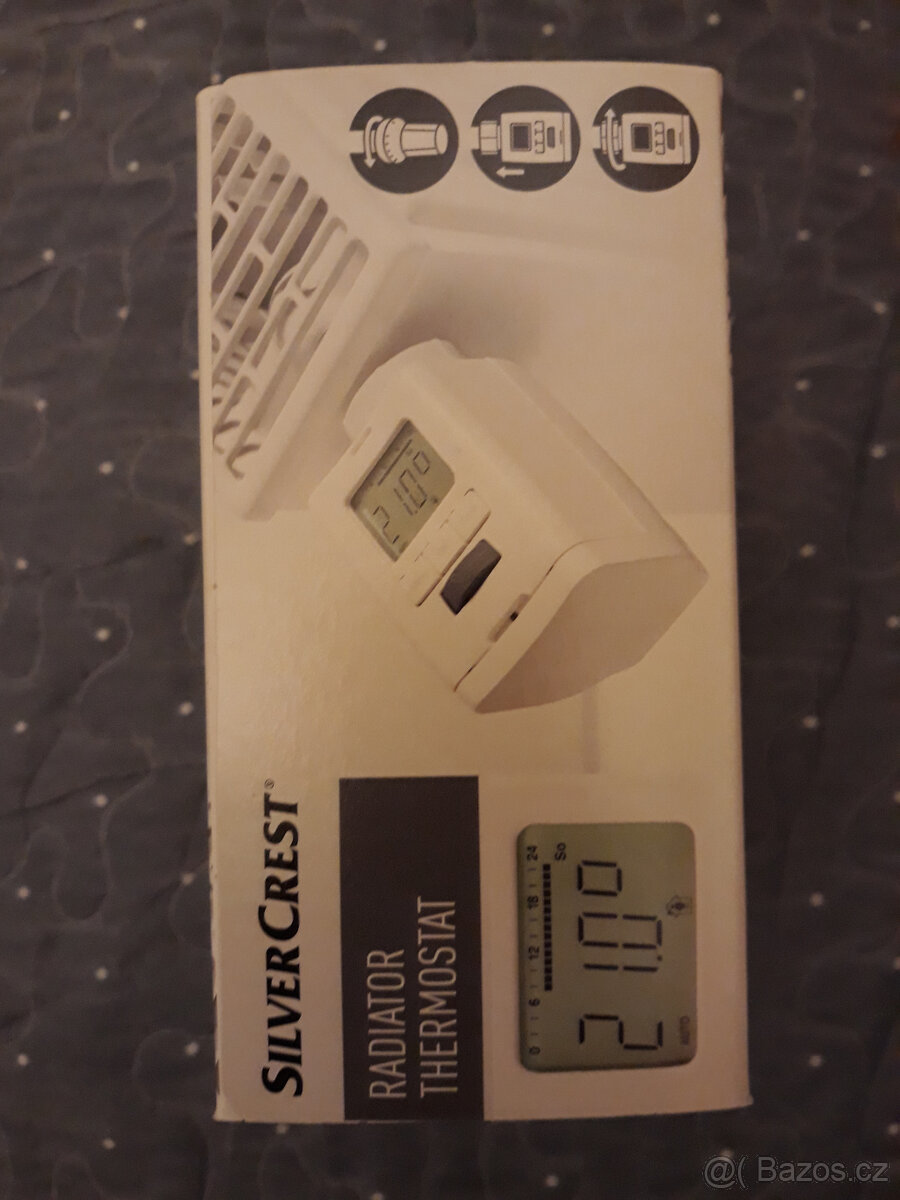 SILVERCREST®
RADIATOR
THERMOSTAT
21.0°
0 6 12 18 24
So
21.0°
AUTO
@( Bazos.cz